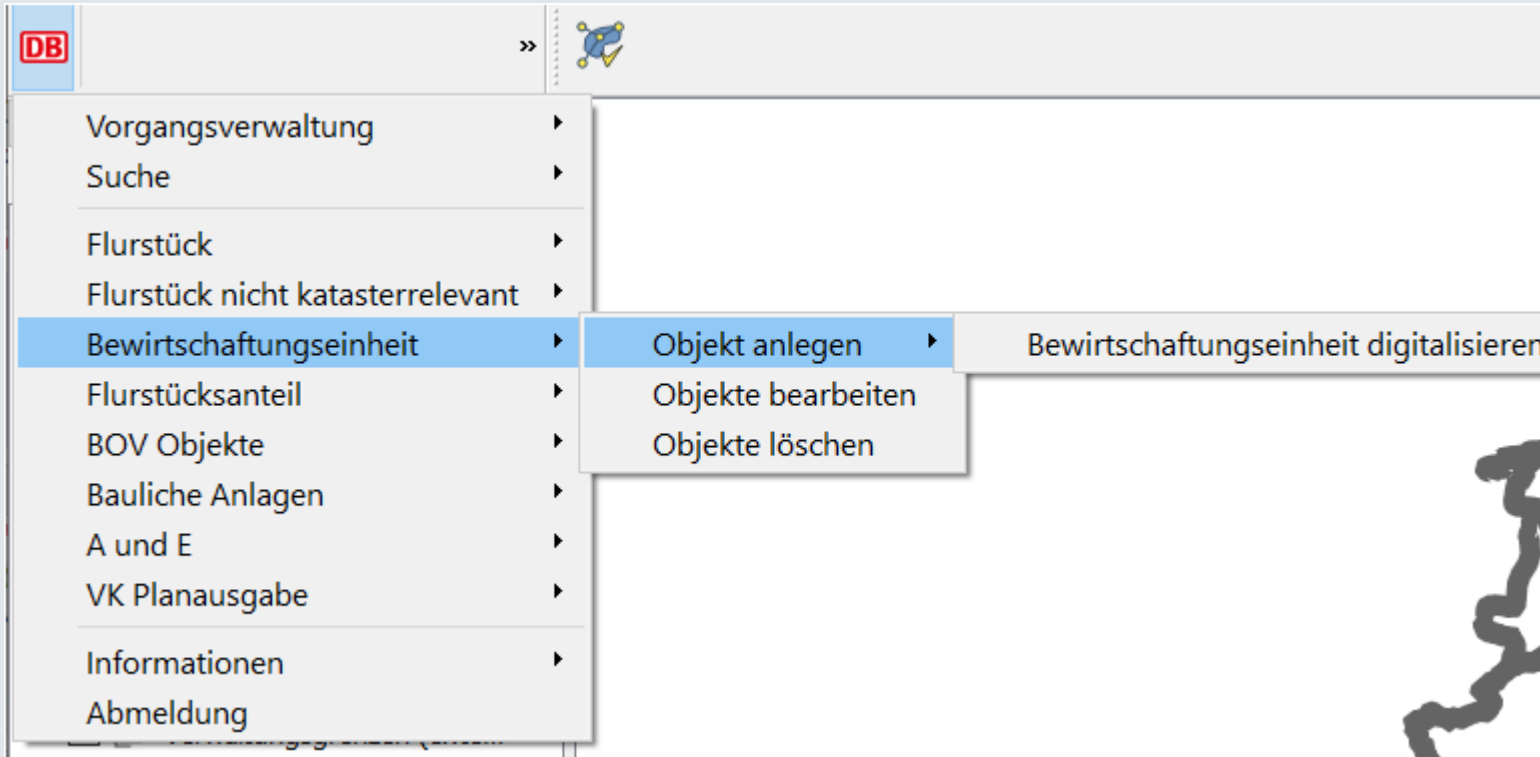 DB
»
Vorgangsverwaltung
Suche
Flurstück
Flurstück nicht katasterrelevant
Bewirtschaftungseinheit
Objekt anlegen
Bewirtschaftungseinheit digitalisieren
Flurstücksanteil
Objekte bearbeiten
BOV Objekte
Objekte löschen
Bauliche Anlagen
A und E
VK Planausgabe
Informationen
Abmeldung